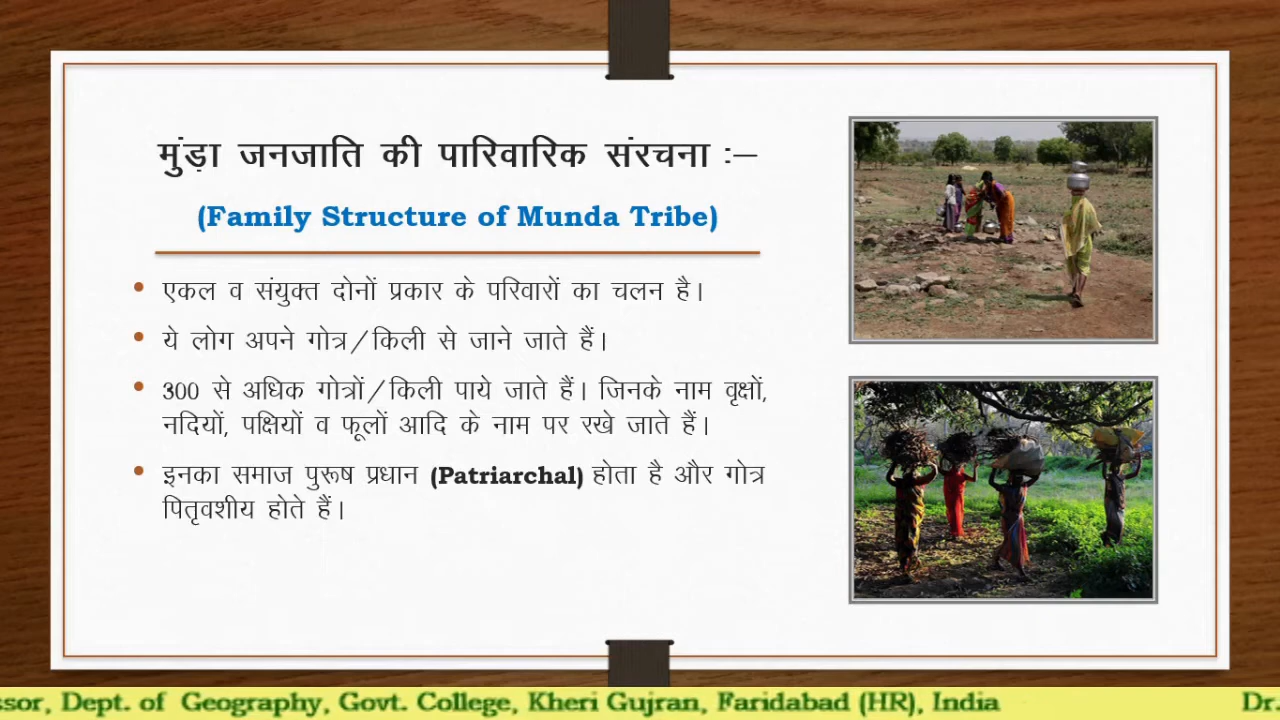 मुंड़ा जनजाति की पारिवारिक संरचना :–
(Family Structure of Munda Tribe)
• एकल व संयुक्त दोनों प्रकार के परिवारों का चलन है।
• ये लोग अपने गोत्र/किली से जाने जाते हैं।
• 300 से अधिक गोत्रों/किली पाये जाते हैं। जिनके नाम वृक्षों,
नदियों, पक्षियों व फूलों आदि के नाम पर रखे जाते हैं।
• इनका समाज पुरूष प्रधान (Patriarchal) होता है और गोत्र
पितृवशीय होते हैं।
ssor, Dept. of Geography, Govt. College, Kheri Gujran, Faridabad (HR), India Dr.